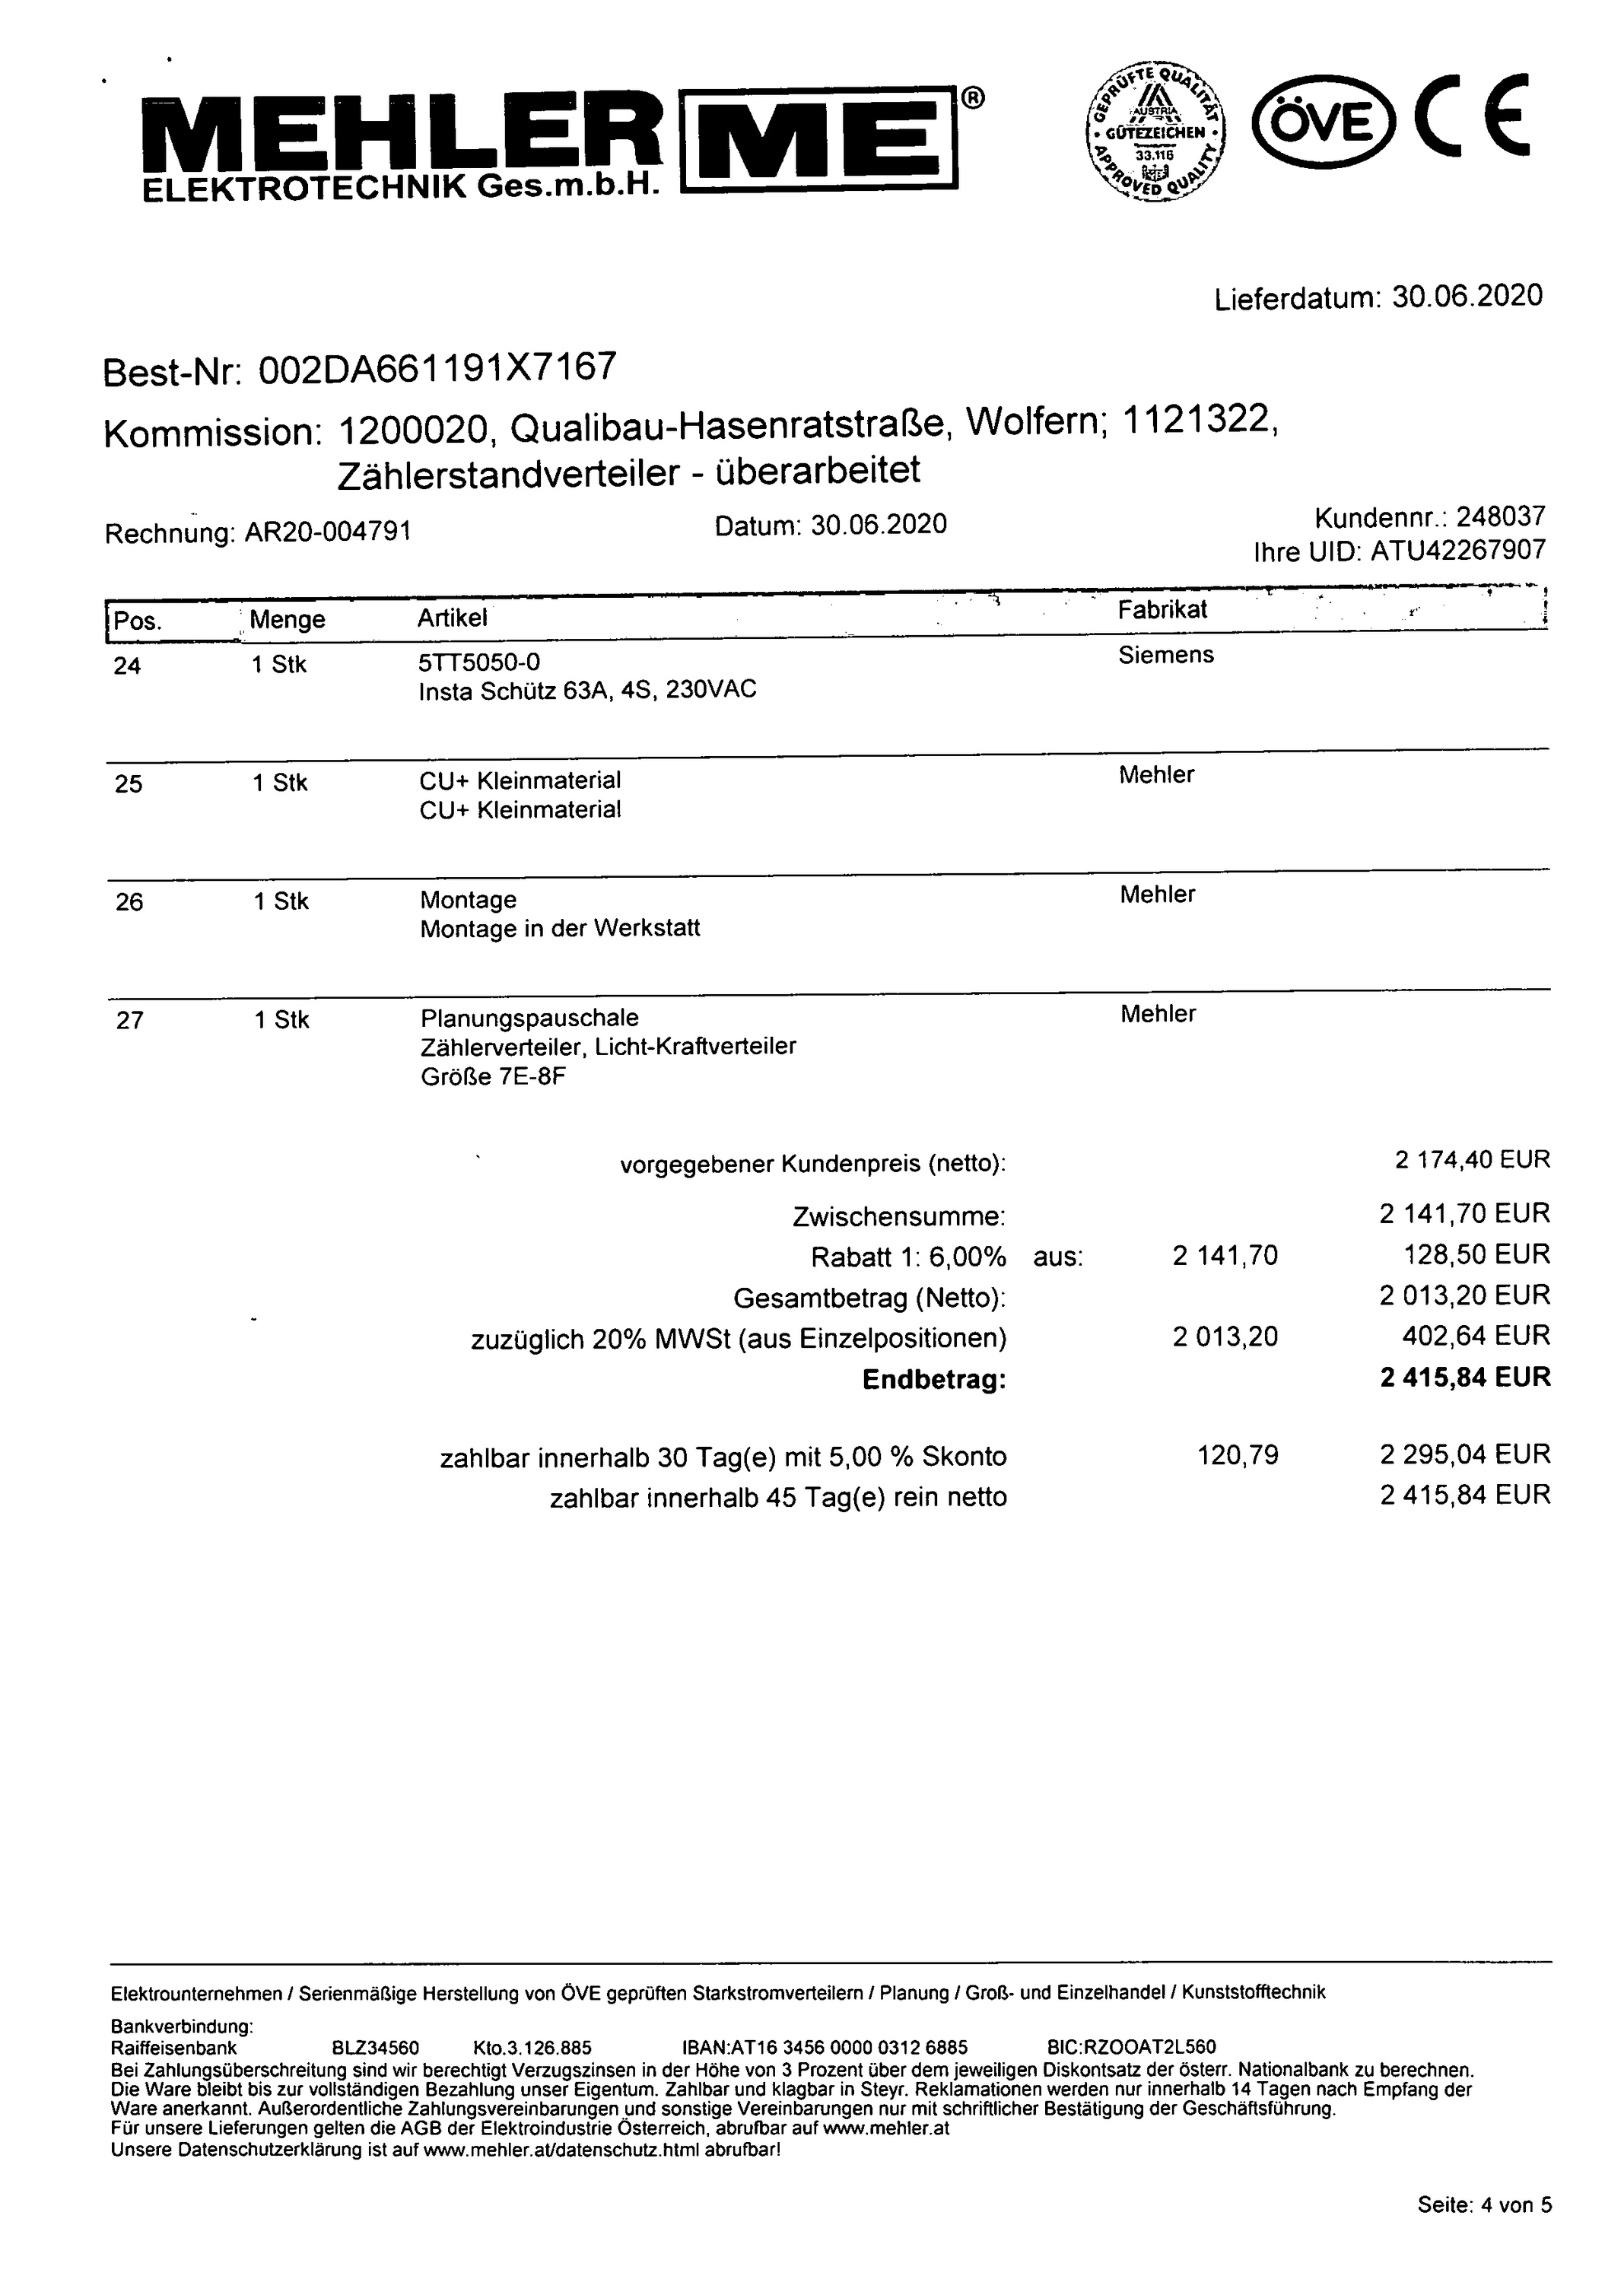 MEHLER ME ®
ELEKTROTECHNIK Ges.m.b.H.
GEPRÜFTE QUALITÄT
AUSTRIA
GÜTEZEICHEN
33.116
APPROVED QUALITY
ÖVE
CE
Lieferdatum: 30.06.2020
Best-Nr: 002DA661191X7167
Kommission: 1200020, Qualibau-Hasenratstraße, Wolfern; 1121322,
Zählerstandverteiler - überarbeitet
Rechnung: AR20-004791 Datum: 30.06.2020 Kundennr.: 248037
Ihre UID: ATU42267907
Pos. Menge Artikel Fabrikat
24 1 Stk 5TT5050-0 Siemens
Insta Schütz 63A, 4S, 230VAC
25 1 Stk CU+ Kleinmaterial Mehler
CU+ Kleinmaterial
26 1 Stk Montage Mehler
Montage in der Werkstatt
27 1 Stk Planungspauschale Mehler
Zählerverteiler, Licht-Kraftverteiler
Größe 7E-8F
vorgegebener Kundenpreis (netto): 2 174,40 EUR
Zwischensumme: 2 141,70 EUR
Rabatt 1: 6,00% aus: 2 141,70 128,50 EUR
Gesamtbetrag (Netto): 2 013,20 EUR
zuzüglich 20% MWSt (aus Einzelpositionen) 2 013,20 402,64 EUR
Endbetrag: 2 415,84 EUR
zahlbar innerhalb 30 Tag(e) mit 5,00 % Skonto 120,79 2 295,04 EUR
zahlbar innerhalb 45 Tag(e) rein netto 2 415,84 EUR
Elektrounternehmen / Serienmäßige Herstellung von ÖVE geprüften Starkstromverteilern / Planung / Groß- und Einzelhandel / Kunststofftechnik
Bankverbindung:
Raiffeisenbank BLZ34560 Kto.3.126.885 IBAN:AT16 3456 0000 0312 6885 BIC:RZOOAT2L560
Bei Zahlungsüberschreitung sind wir berechtigt Verzugszinsen in der Höhe von 3 Prozent über dem jeweiligen Diskontsatz der österr. Nationalbank zu berechnen.
Die Ware bleibt bis zur vollständigen Bezahlung unser Eigentum. Zahlbar und klagbar in Steyr. Reklamationen werden nur innerhalb 14 Tagen nach Empfang der
Ware anerkannt. Außerordentliche Zahlungsvereinbarungen und sonstige Vereinbarungen nur mit schriftlicher Bestätigung der Geschäftsführung.
Für unsere Lieferungen gelten die AGB der Elektroindustrie Österreich, abrufbar auf www.mehler.at
Unsere Datenschutzerklärung ist auf www.mehler.at/datenschutz.html abrufbar!
Seite: 4 von 5